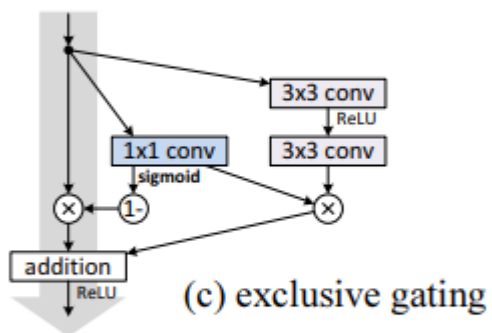 3x3 conv
ReLU
1x1 conv
3x3 conv
sigmoid
×
1-
×
addition
ReLU
(c) exclusive gating